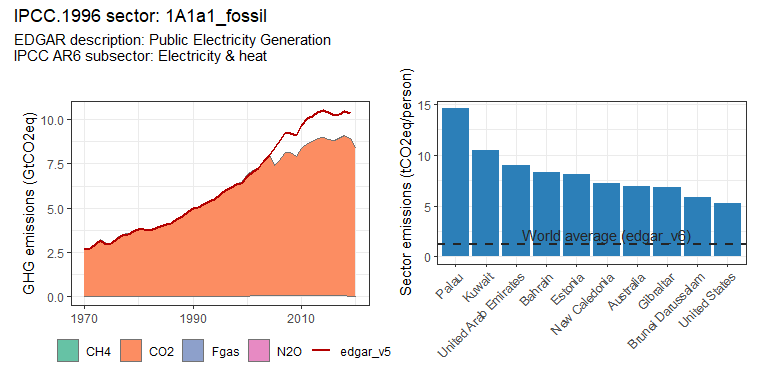 IPCC.1996 sector: 1A1a1_fossil
EDGAR description: Public Electricity Generation
IPCC AR6 subsector: Electricity & heat
GHG emissions (GtCO2eq)
10.0
7.5
5.0
2.5
0.0
1970
1990
2010
CH4
CO2
Fgas
N2O
edgar_v5
Sector emissions (tCO2eq/person)
15
10
5
0
World average (edgar_v6)
Palau
Kuwait
United Arab Emirates
Bahrain
Estonia
New Caledonia
Australia
Gibraltar
Brunei Darussalam
United States